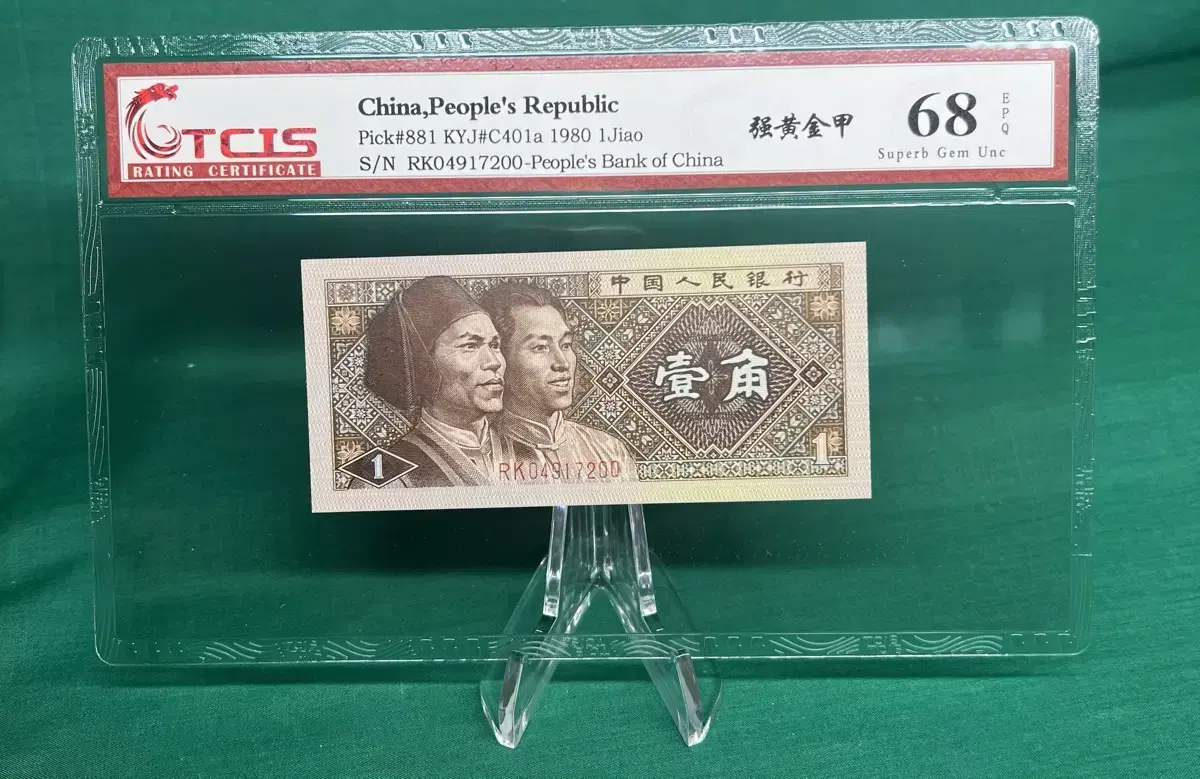 TCIS
RATING CERTIFICATE
China,People's Republic
Pick#881 KYJ#C401a 1980 1Jiao
S/N RK04917200-People's Bank of China
强黄金甲
68
EPQ
Superb Gem Unc
中国人民银行
壹角
1
1
RK04917200